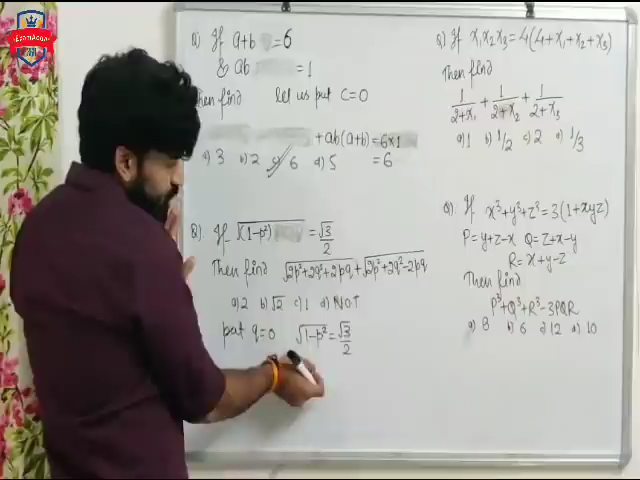 ExamAcart
Q) If a+b =6
& ab =1
Then find let us put C=0
+ab(a+b) =6×1
a) 3 b) 2 c) 6 d) 5 =6
Q) If √(1-p²) = √3/2
Then find √2p²+2q²+2pq + √2p²+2q²-2pq
a) 2 b) √2 c) 1 d) NOT
put q=0 √1-p² = √3/2
Q) If x₁x₂x₃=4(4+x₁+x₂+x₃)
Then find
1/2+x₁ + 1/2+x₂ + 1/2+x₃
a) 1 b) 1/2 c) 2 d) 1/3
Q) If x³+y³+z³=3(1+xyz)
P=y+z-x Q=z+x-y
R=x+y-z
Then find
P³+Q³+R³-3PQR
a) 8 b) 6 c) 12 d) 10